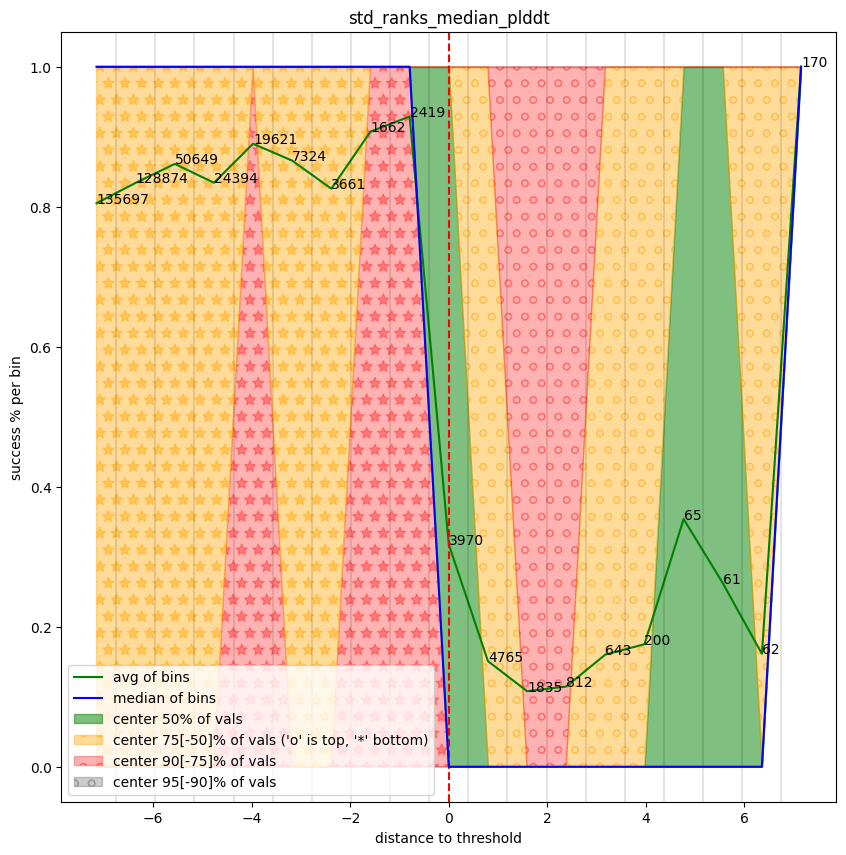 std_ranks_median_plddt
success % per bin
1.0
0.8
0.6
0.4
0.2
0.0
170
2419
1662
19621
7324
50649
128874
24394
3661
135697
3970
65
61
200
643
62
4765
812
1835
avg of bins
median of bins
center 50% of vals
center 75[-50]% of vals ('o' is top, '*' bottom)
center 90[-75]% of vals
center 95[-90]% of vals
−6 −4 −2 0 2 4 6
distance to threshold